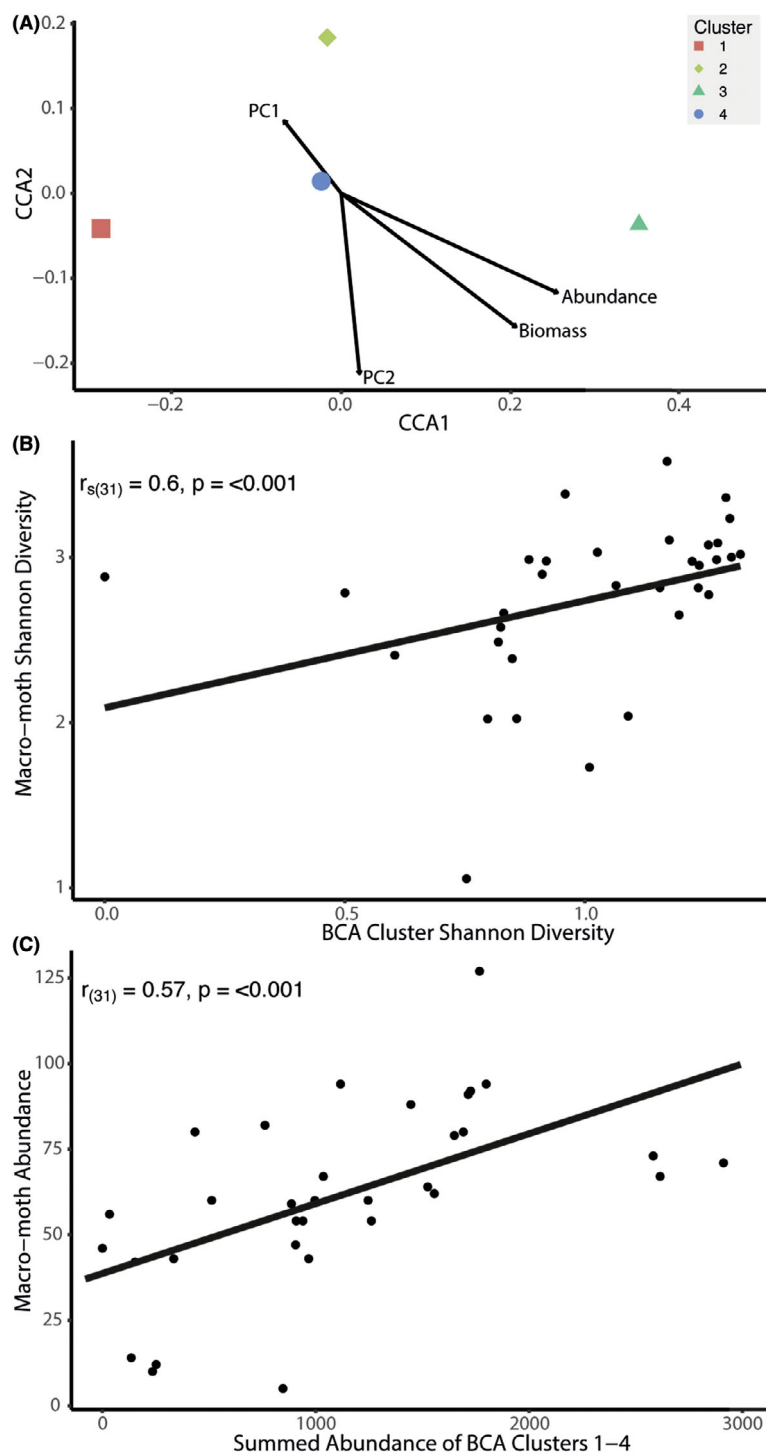 (A)
0.2
0.1
0.0
−0.1
−0.2
CCA2
Cluster
1
2
3
4
PC1
Abundance
Biomass
PC2
−0.2
0.0
0.2
0.4
CCA1
(B)
rs(31) = 0.6, p = <0.001
3
2
1
Macro−moth Shannon Diversity
0.0
0.5
1.0
BCA Cluster Shannon Diversity
(C)
r(31) = 0.57, p = <0.001
125
100
75
50
25
0
Macro−moth Abundance
0
1000
2000
3000
Summed Abundance of BCA Clusters 1−4